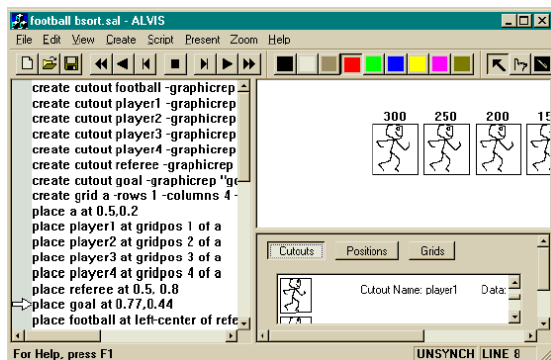 football bsort.sal - ALVIS
File Edit View Create Script Present Zoom Help
create cutout football -graphicrep
create cutout player1 -graphicrep
create cutout player2 -graphicrep
create cutout player3 -graphicrep
create cutout player4 -graphicrep
create cutout referee -graphicrep
create cutout goal -graphicrep "go
create grid a -rows 1 -columns 4 -
place a at 0.5,0.2
place player1 at gridpos 1 of a
place player2 at gridpos 2 of a
place player3 at gridpos 3 of a
place player4 at gridpos 4 of a
place referee at 0.5, 0.8
place goal at 0.77,0.44
place football at left-center of refe
300 250 200 15
Cutouts Positions Grids
Cutout Name: player1 Data:
For Help, press F1 UNSYNCH LINE 8